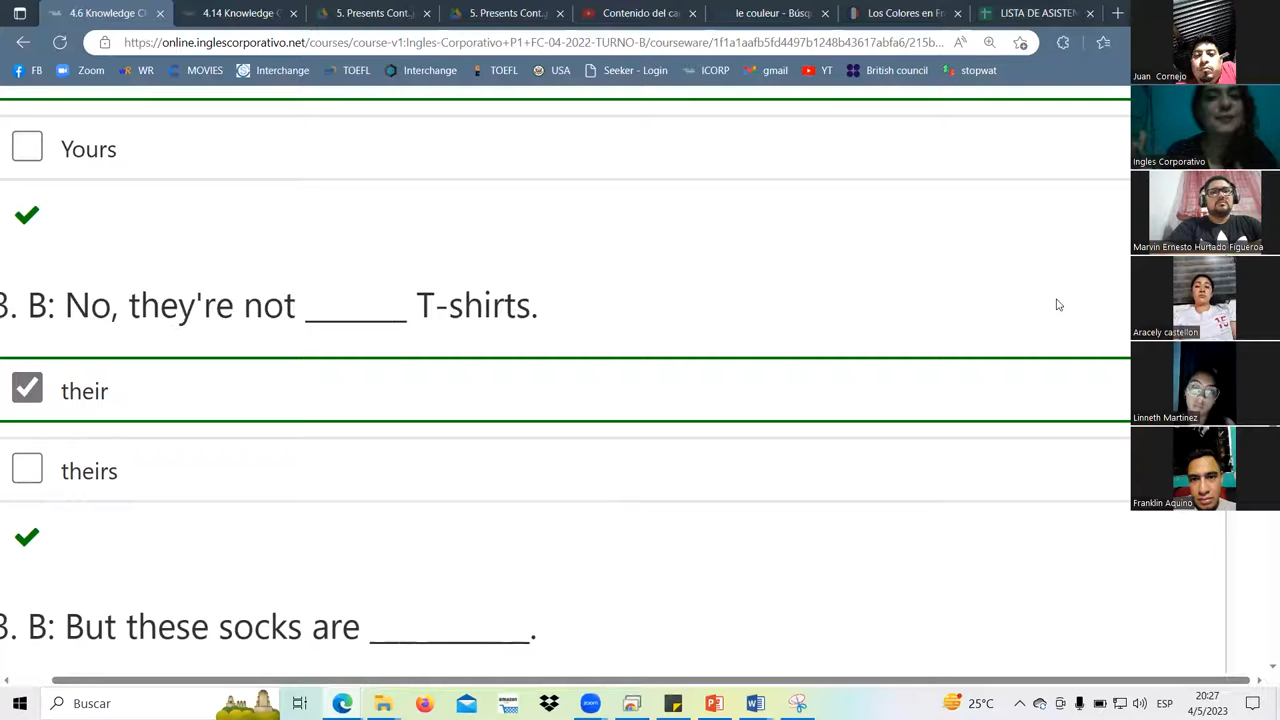 4.6 Knowledge C
4.14 Knowledge C
5. Presents Cont
5. Presents Cont
Contenido del ca
le couleur - Búsq
Los Colores en Fr
LISTA DE ASISTEN
https://online.inglescorporativo.net/courses/course-v1:Ingles-Corporativo+P1+FC-04-2022-TURNO-B/courseware/1f1a1aafb5fd4497b1248b43617abfa6/215b...
FB
Zoom
WR
MOVIES
Interchange
TOEFL
Interchange
TOEFL
USA
Seeker - Login
ICORP
gmail
YT
British council
stopwat
Yours
3. B: No, they're not ______ T-shirts.
their
theirs
3. B: But these socks are _________.
Juan Cornejo
Ingles Corporativo
Marvin Ernesto Hurtado Figueroa
Aracely castellon
Linneth Martinez
Franklin Aquino
Buscar
25°C
ESP
20:27
4/5/2023